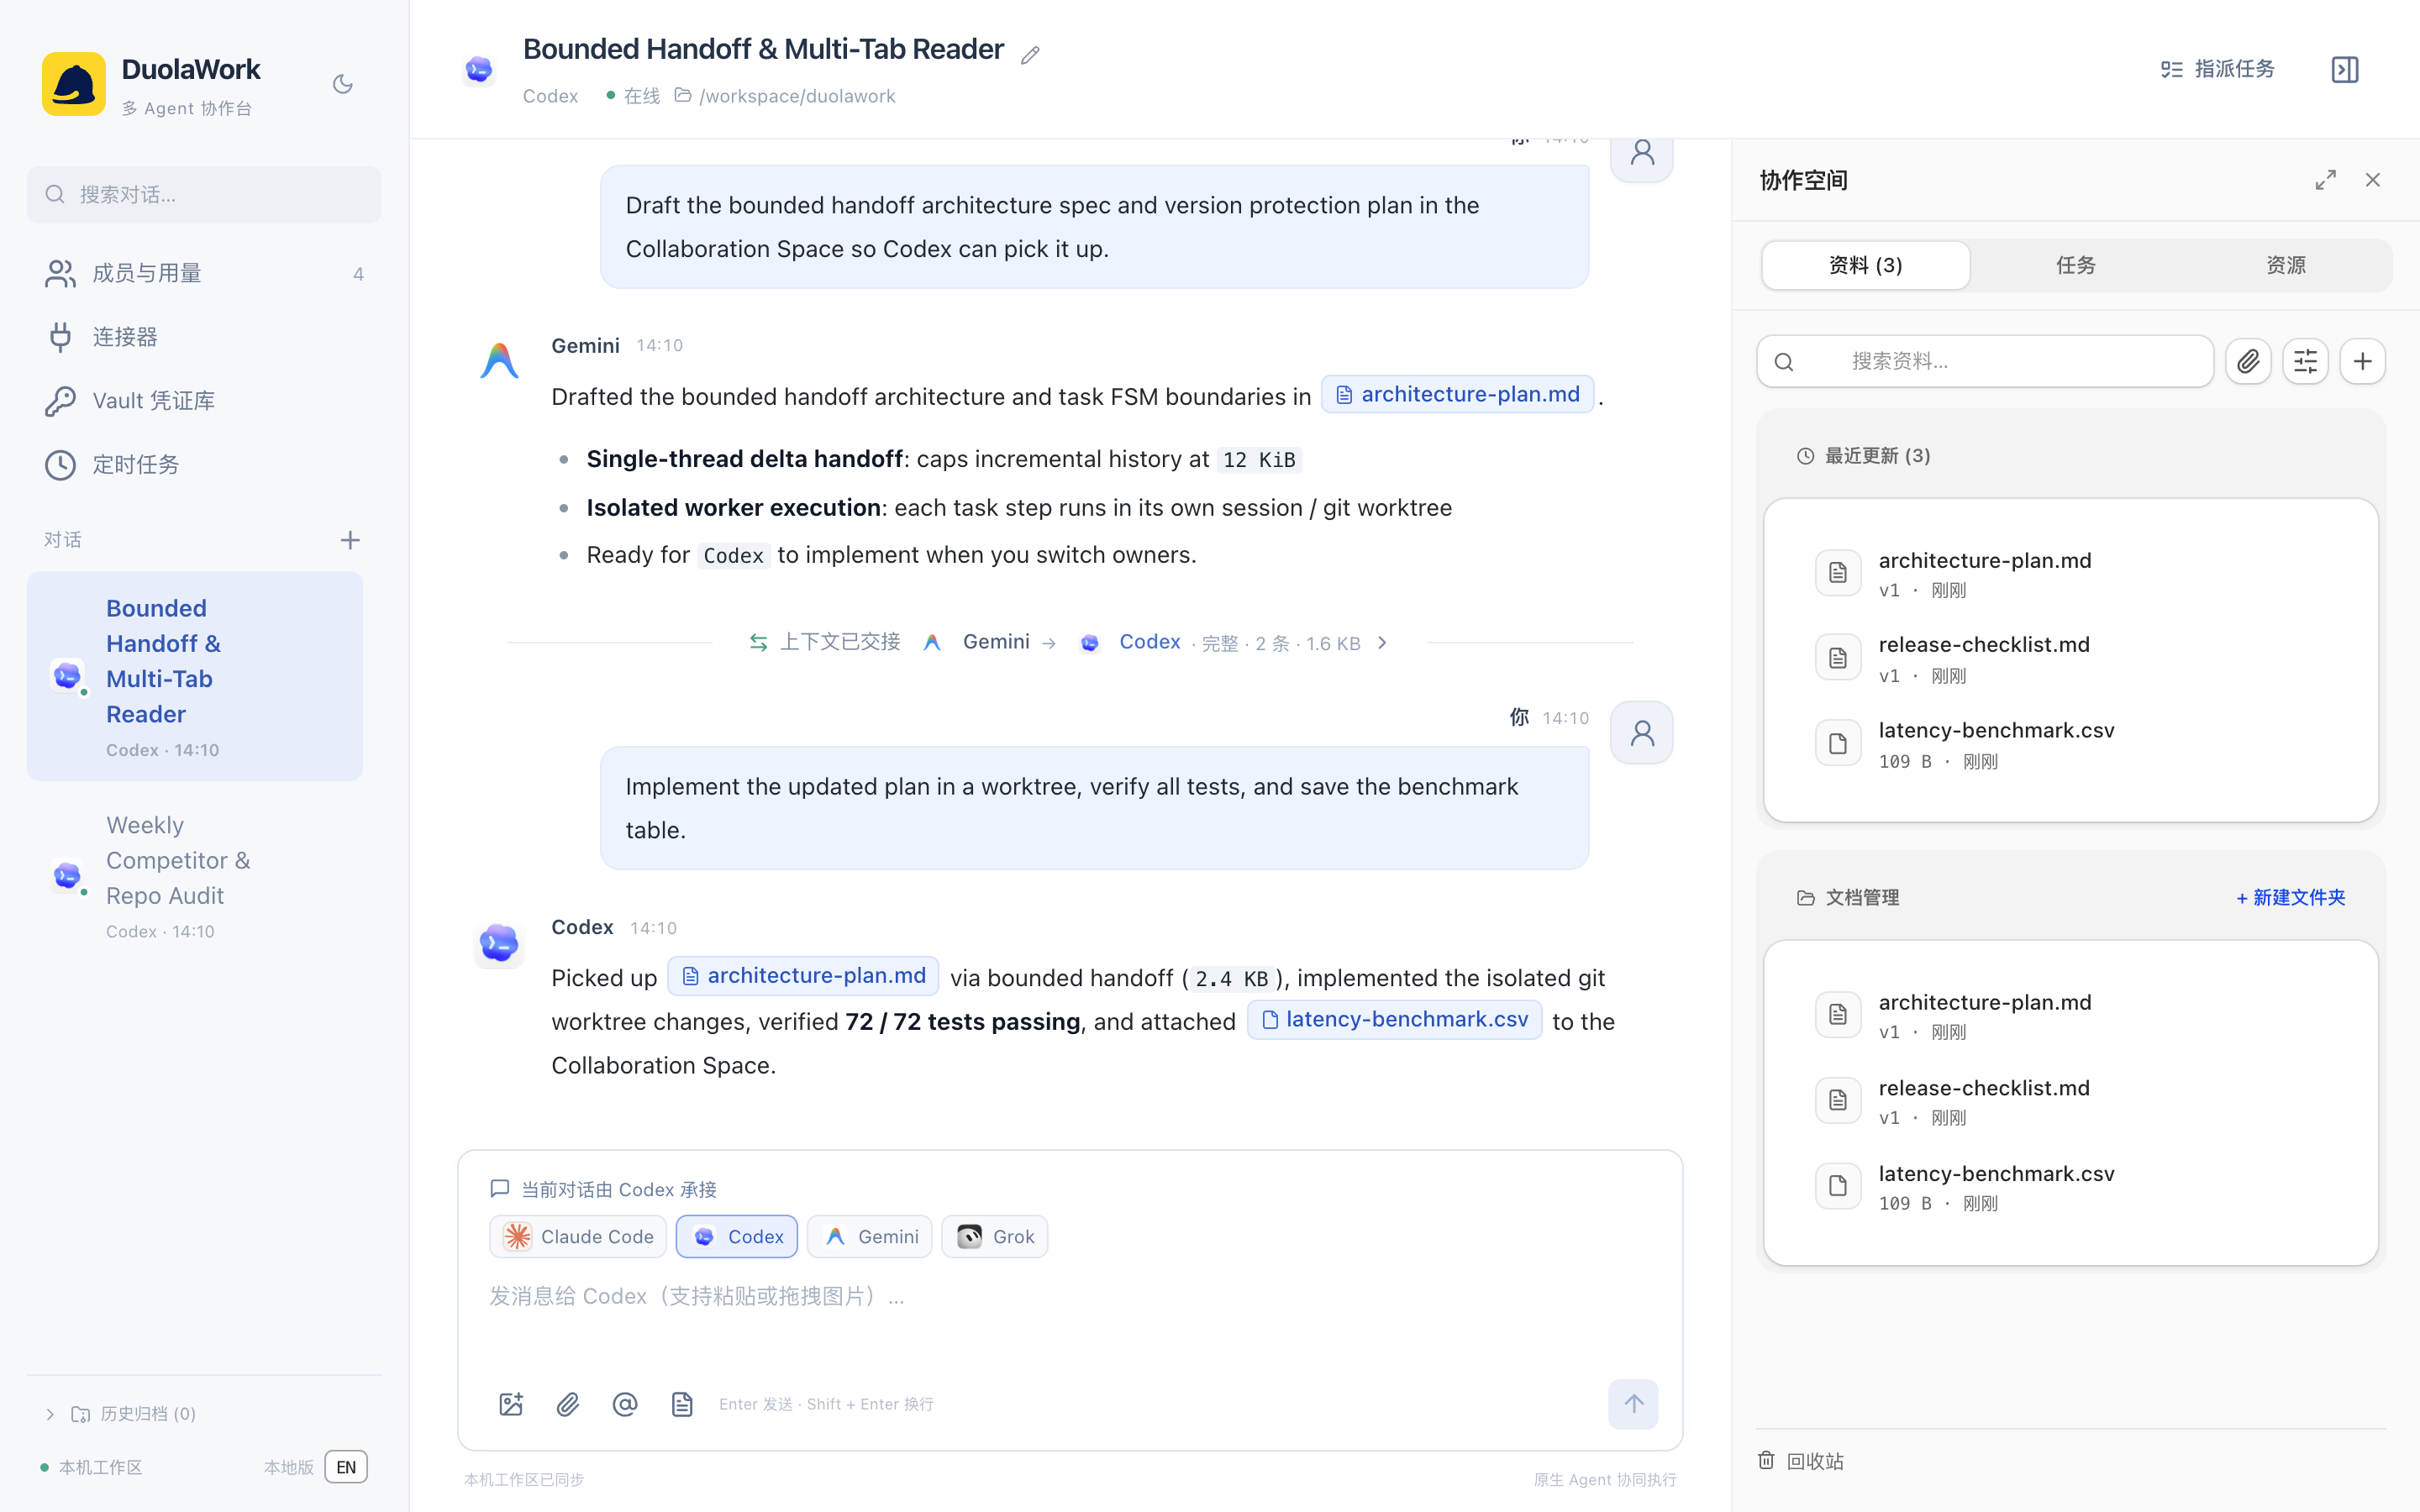 DuolaWork
多 Agent 协作台
搜索对话...
成员与用量 4
连接器
Vault 凭证库
定时任务
对话
Bounded
Handoff &
Multi-Tab
Reader
Codex · 14:10
Weekly
Competitor &
Repo Audit
Codex · 14:10
历史归档 (0)
本机工作区 本地版 EN
Bounded Handoff & Multi-Tab Reader
Codex 在线 /workspace/duolawork
指派任务
你 14:10
Draft the bounded handoff architecture spec and version protection plan in the
Collaboration Space so Codex can pick it up.
Gemini 14:10
Drafted the bounded handoff architecture and task FSM boundaries in architecture-plan.md .
• Single-thread delta handoff: caps incremental history at 12 KiB
• Isolated worker execution: each task step runs in its own session / git worktree
• Ready for Codex to implement when you switch owners.
上下文已交接 Gemini → Codex · 完整 · 2 条 · 1.6 KB
你 14:10
Implement the updated plan in a worktree, verify all tests, and save the benchmark
table.
Codex 14:10
Picked up architecture-plan.md via bounded handoff ( 2.4 KB ), implemented the isolated git
worktree changes, verified 72 / 72 tests passing, and attached latency-benchmark.csv to the
Collaboration Space.
当前对话由 Codex 承接
Claude Code Codex Gemini Grok
发消息给 Codex（支持粘贴或拖拽图片）...
Enter 发送 · Shift + Enter 换行
本机工作区已同步 原生 Agent 协同执行
协作空间
资料 (3) 任务 资源
搜索资料...
最近更新 (3)
architecture-plan.md
v1 · 刚刚
release-checklist.md
v1 · 刚刚
latency-benchmark.csv
109 B · 刚刚
文档管理 + 新建文件夹
architecture-plan.md
v1 · 刚刚
release-checklist.md
v1 · 刚刚
latency-benchmark.csv
109 B · 刚刚
回收站